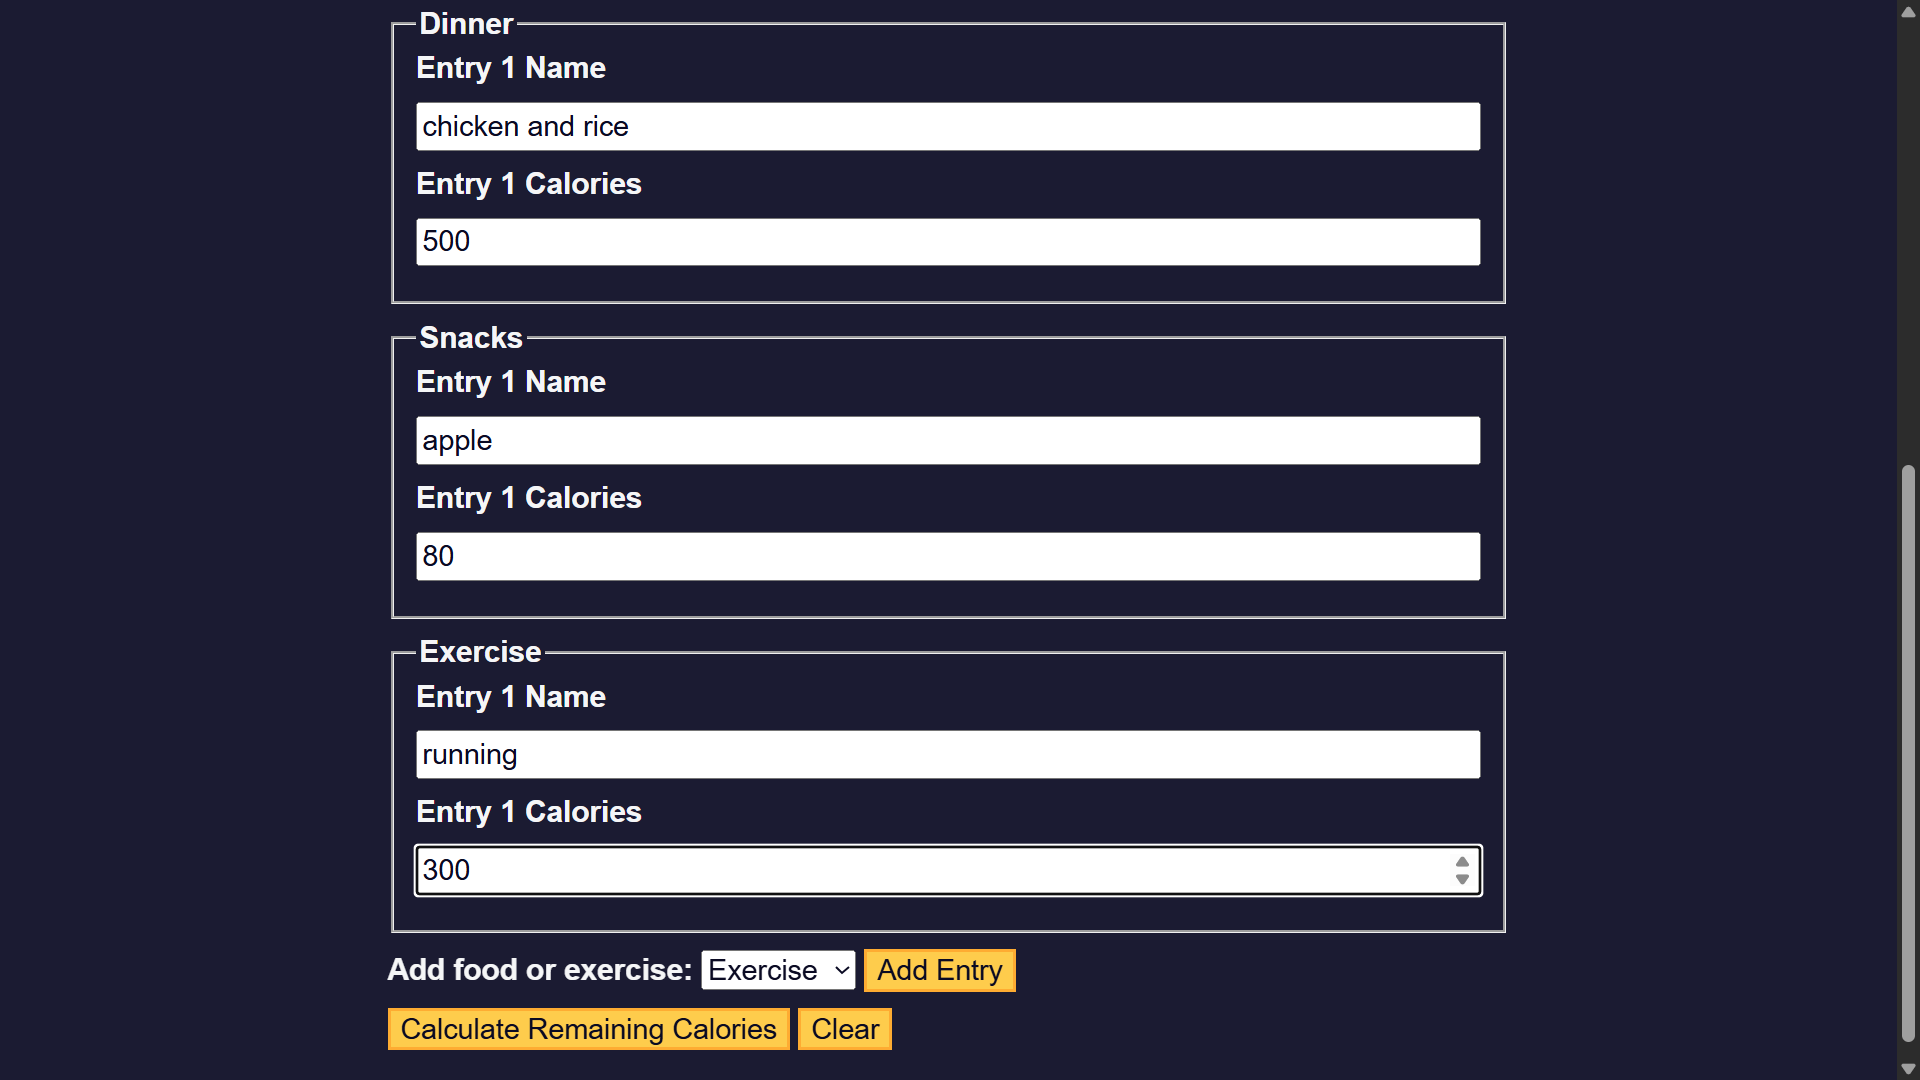 Dinner
Entry 1 Name
chicken and rice
Entry 1 Calories
500
Snacks
Entry 1 Name
apple
Entry 1 Calories
80
Exercise
Entry 1 Name
running
Entry 1 Calories
300
Add food or exercise: Exercise Add Entry
Calculate Remaining Calories Clear